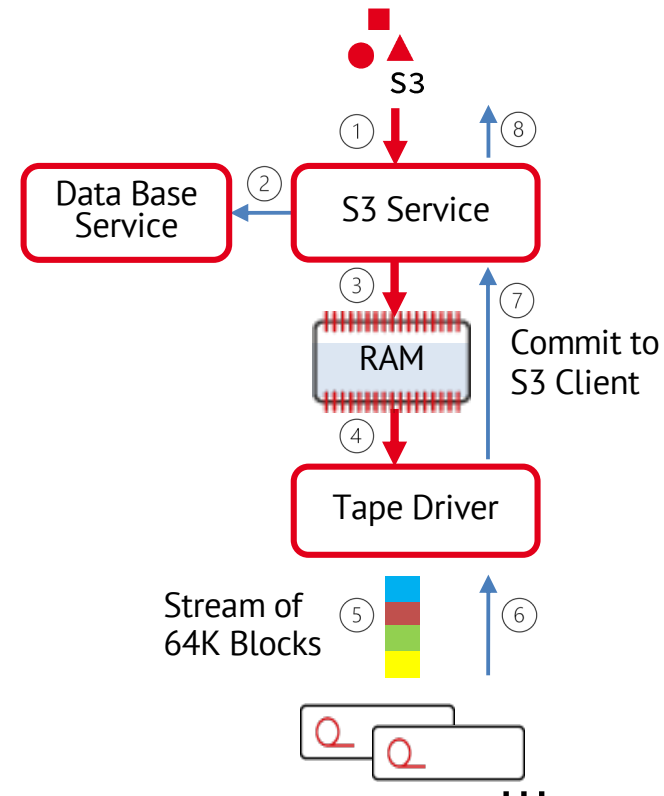 S3
1
8
2
Data Base
Service
S3 Service
3
7
RAM
Commit to
S3 Client
4
Tape Driver
Stream of
64K Blocks
5
6
...